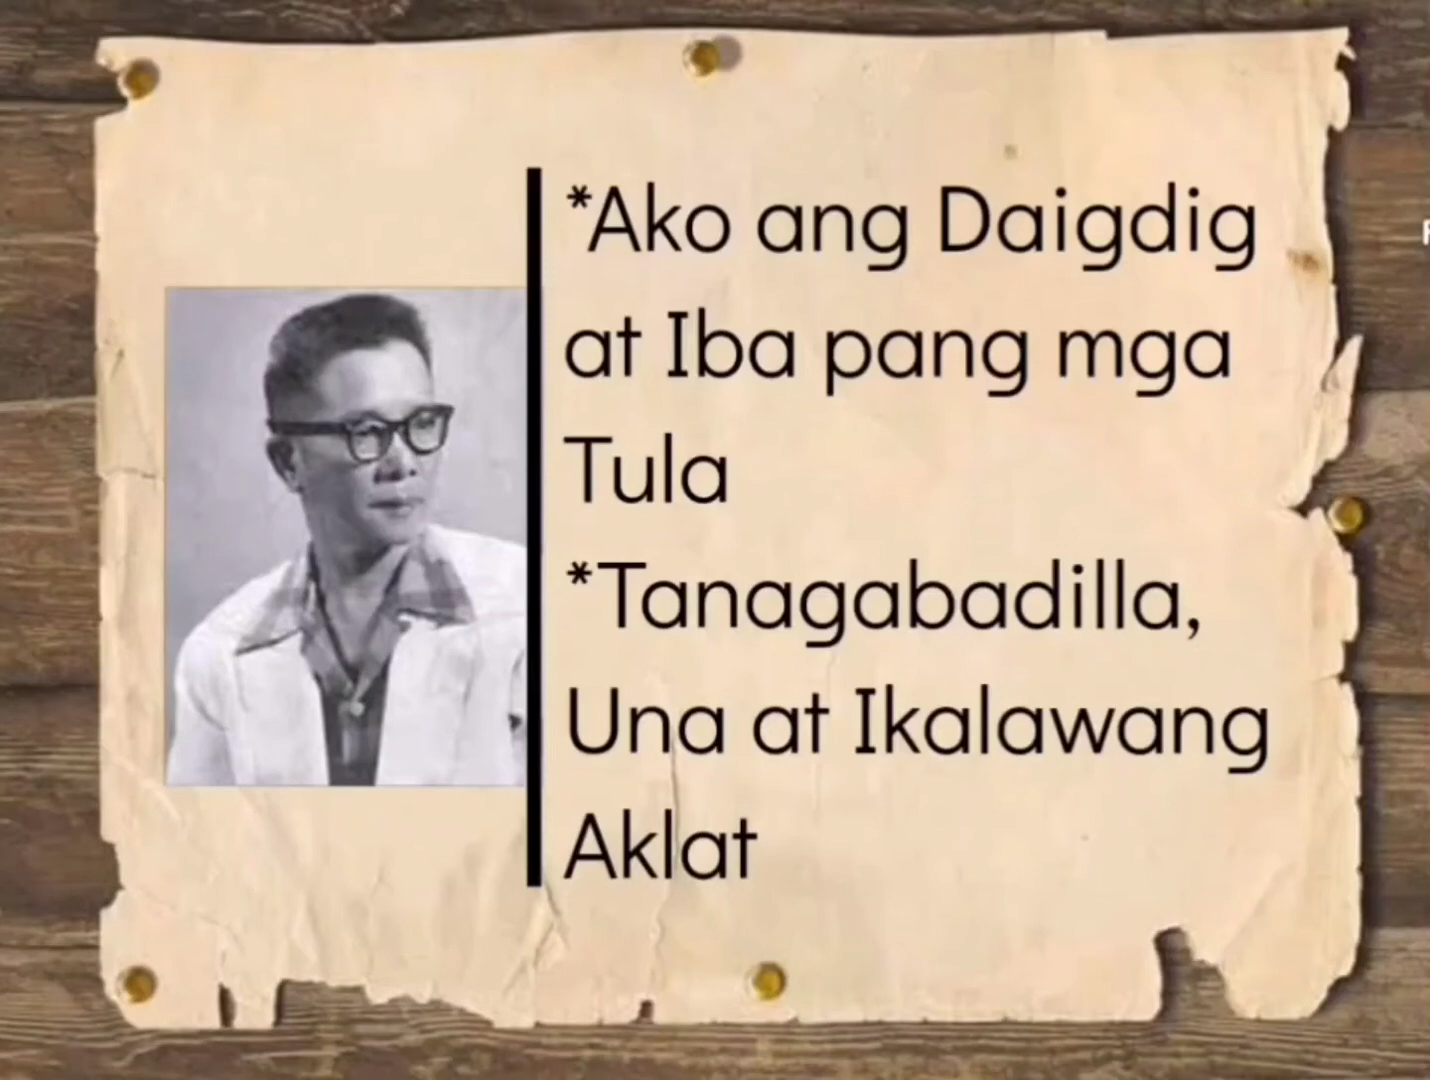 *Ako ang Daigdig
at Iba pang mga
Tula
*Tanagabadilla,
Una at Ikalawang
Aklat